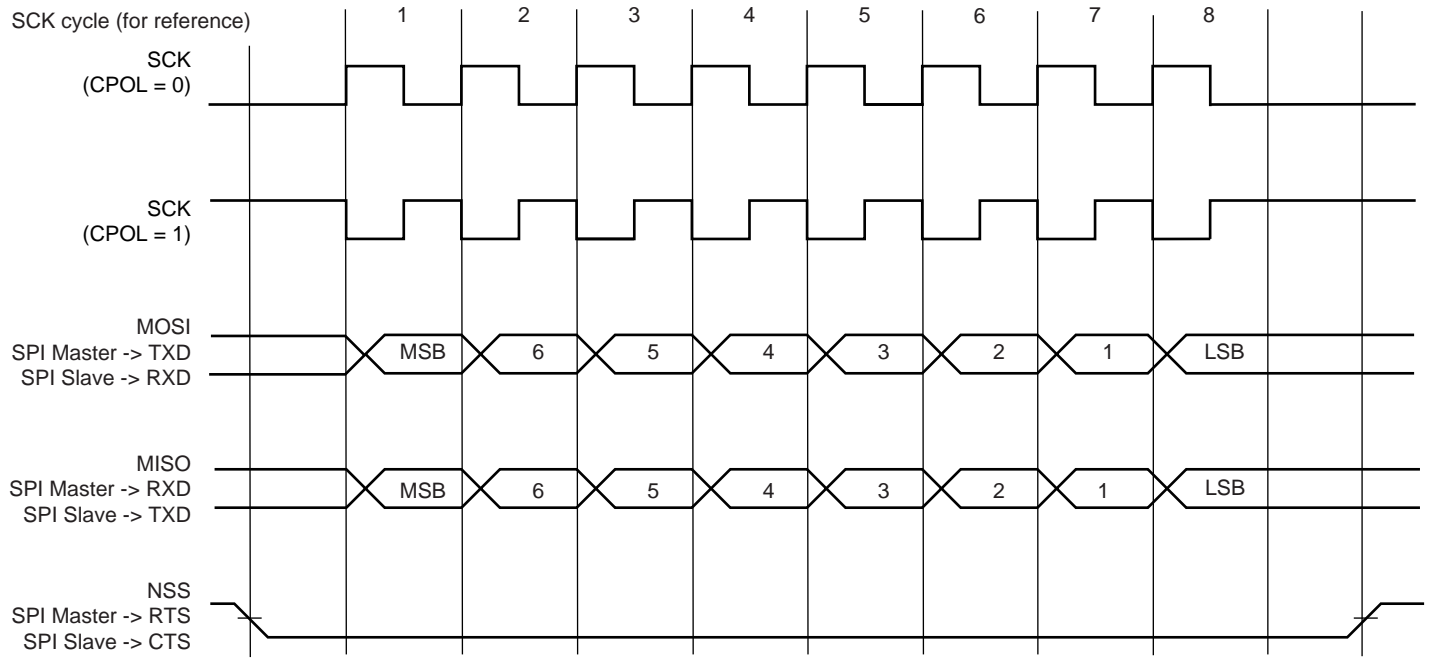 SCK cycle (for reference) 1 2 3 4 5 6 7 8
SCK
(CPOL = 0)
SCK
(CPOL = 1)
MOSI
SPI Master -> TXD
SPI Slave -> RXD
MSB 6 5 4 3 2 1 LSB
MISO
SPI Master -> RXD
SPI Slave -> TXD
MSB 6 5 4 3 2 1 LSB
NSS
SPI Master -> RTS
SPI Slave -> CTS